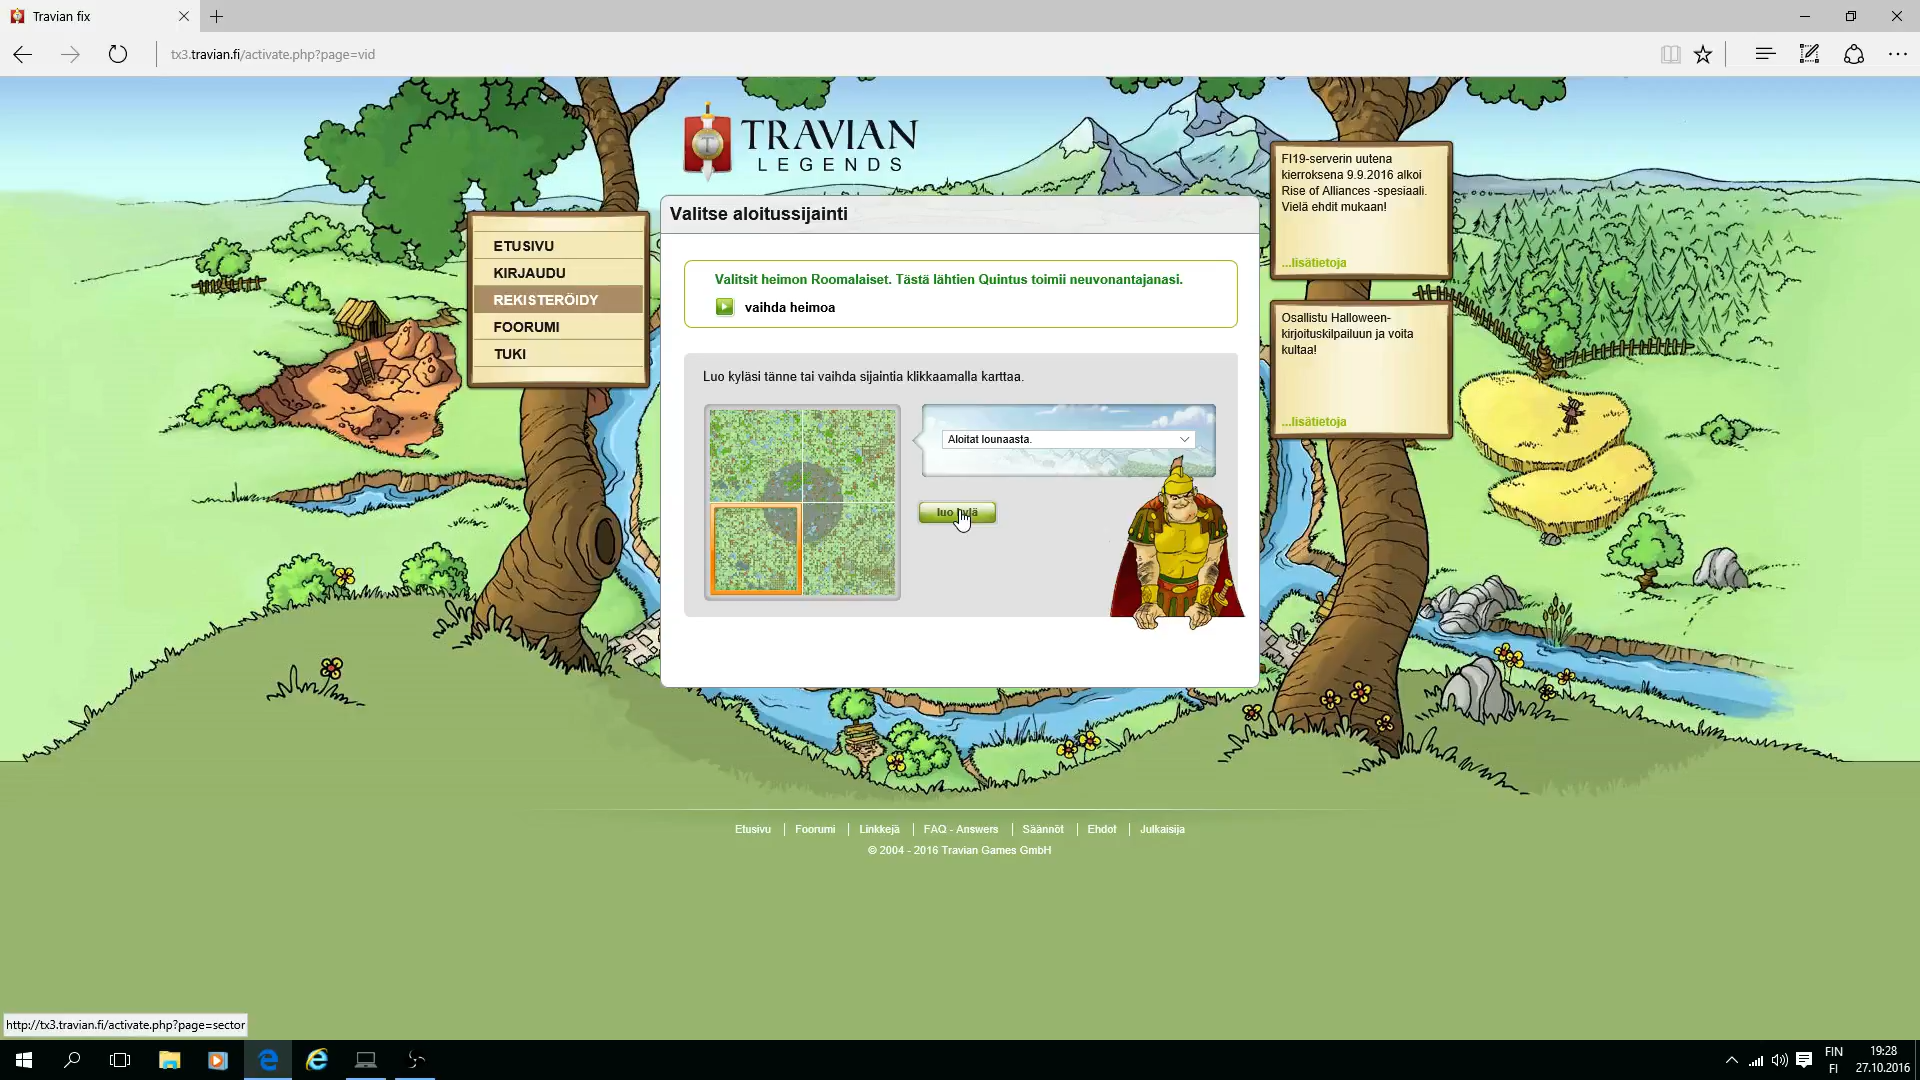 Travian fix
tx3.travian.fi/activate.php?page=vid
TRAVIAN
LEGENDS
ETUSIVU
KIRJAUDU
REKISTERÖIDY
FOORUMI
TUKI
Valitse aloitussijainti
Valitsit heimon Roomalaiset. Tästä lähtien Quintus toimii neuvonantajanasi.
vaihda heimoa
Luo kyläsi tänne tai vaihda sijaintia klikkaamalla karttaa.
Aloitat lounaasta.
luo kylä
FI19-serverin uutena
kierroksena 9.9.2016 alkoi
Rise of Alliances -spesiaali.
Vielä ehdit mukaan!
...lisätietoja
Osallistu Halloween-
kirjoituskilpailuun ja voita
kultaa!
...lisätietoja
Etusivu | Foorumi | Linkkejä | FAQ - Answers | Säännöt | Ehdot | Julkaisija
© 2004 - 2016 Travian Games GmbH
http://tx3.travian.fi/activate.php?page=sector
FIN
FI
19:28
27.10.2016